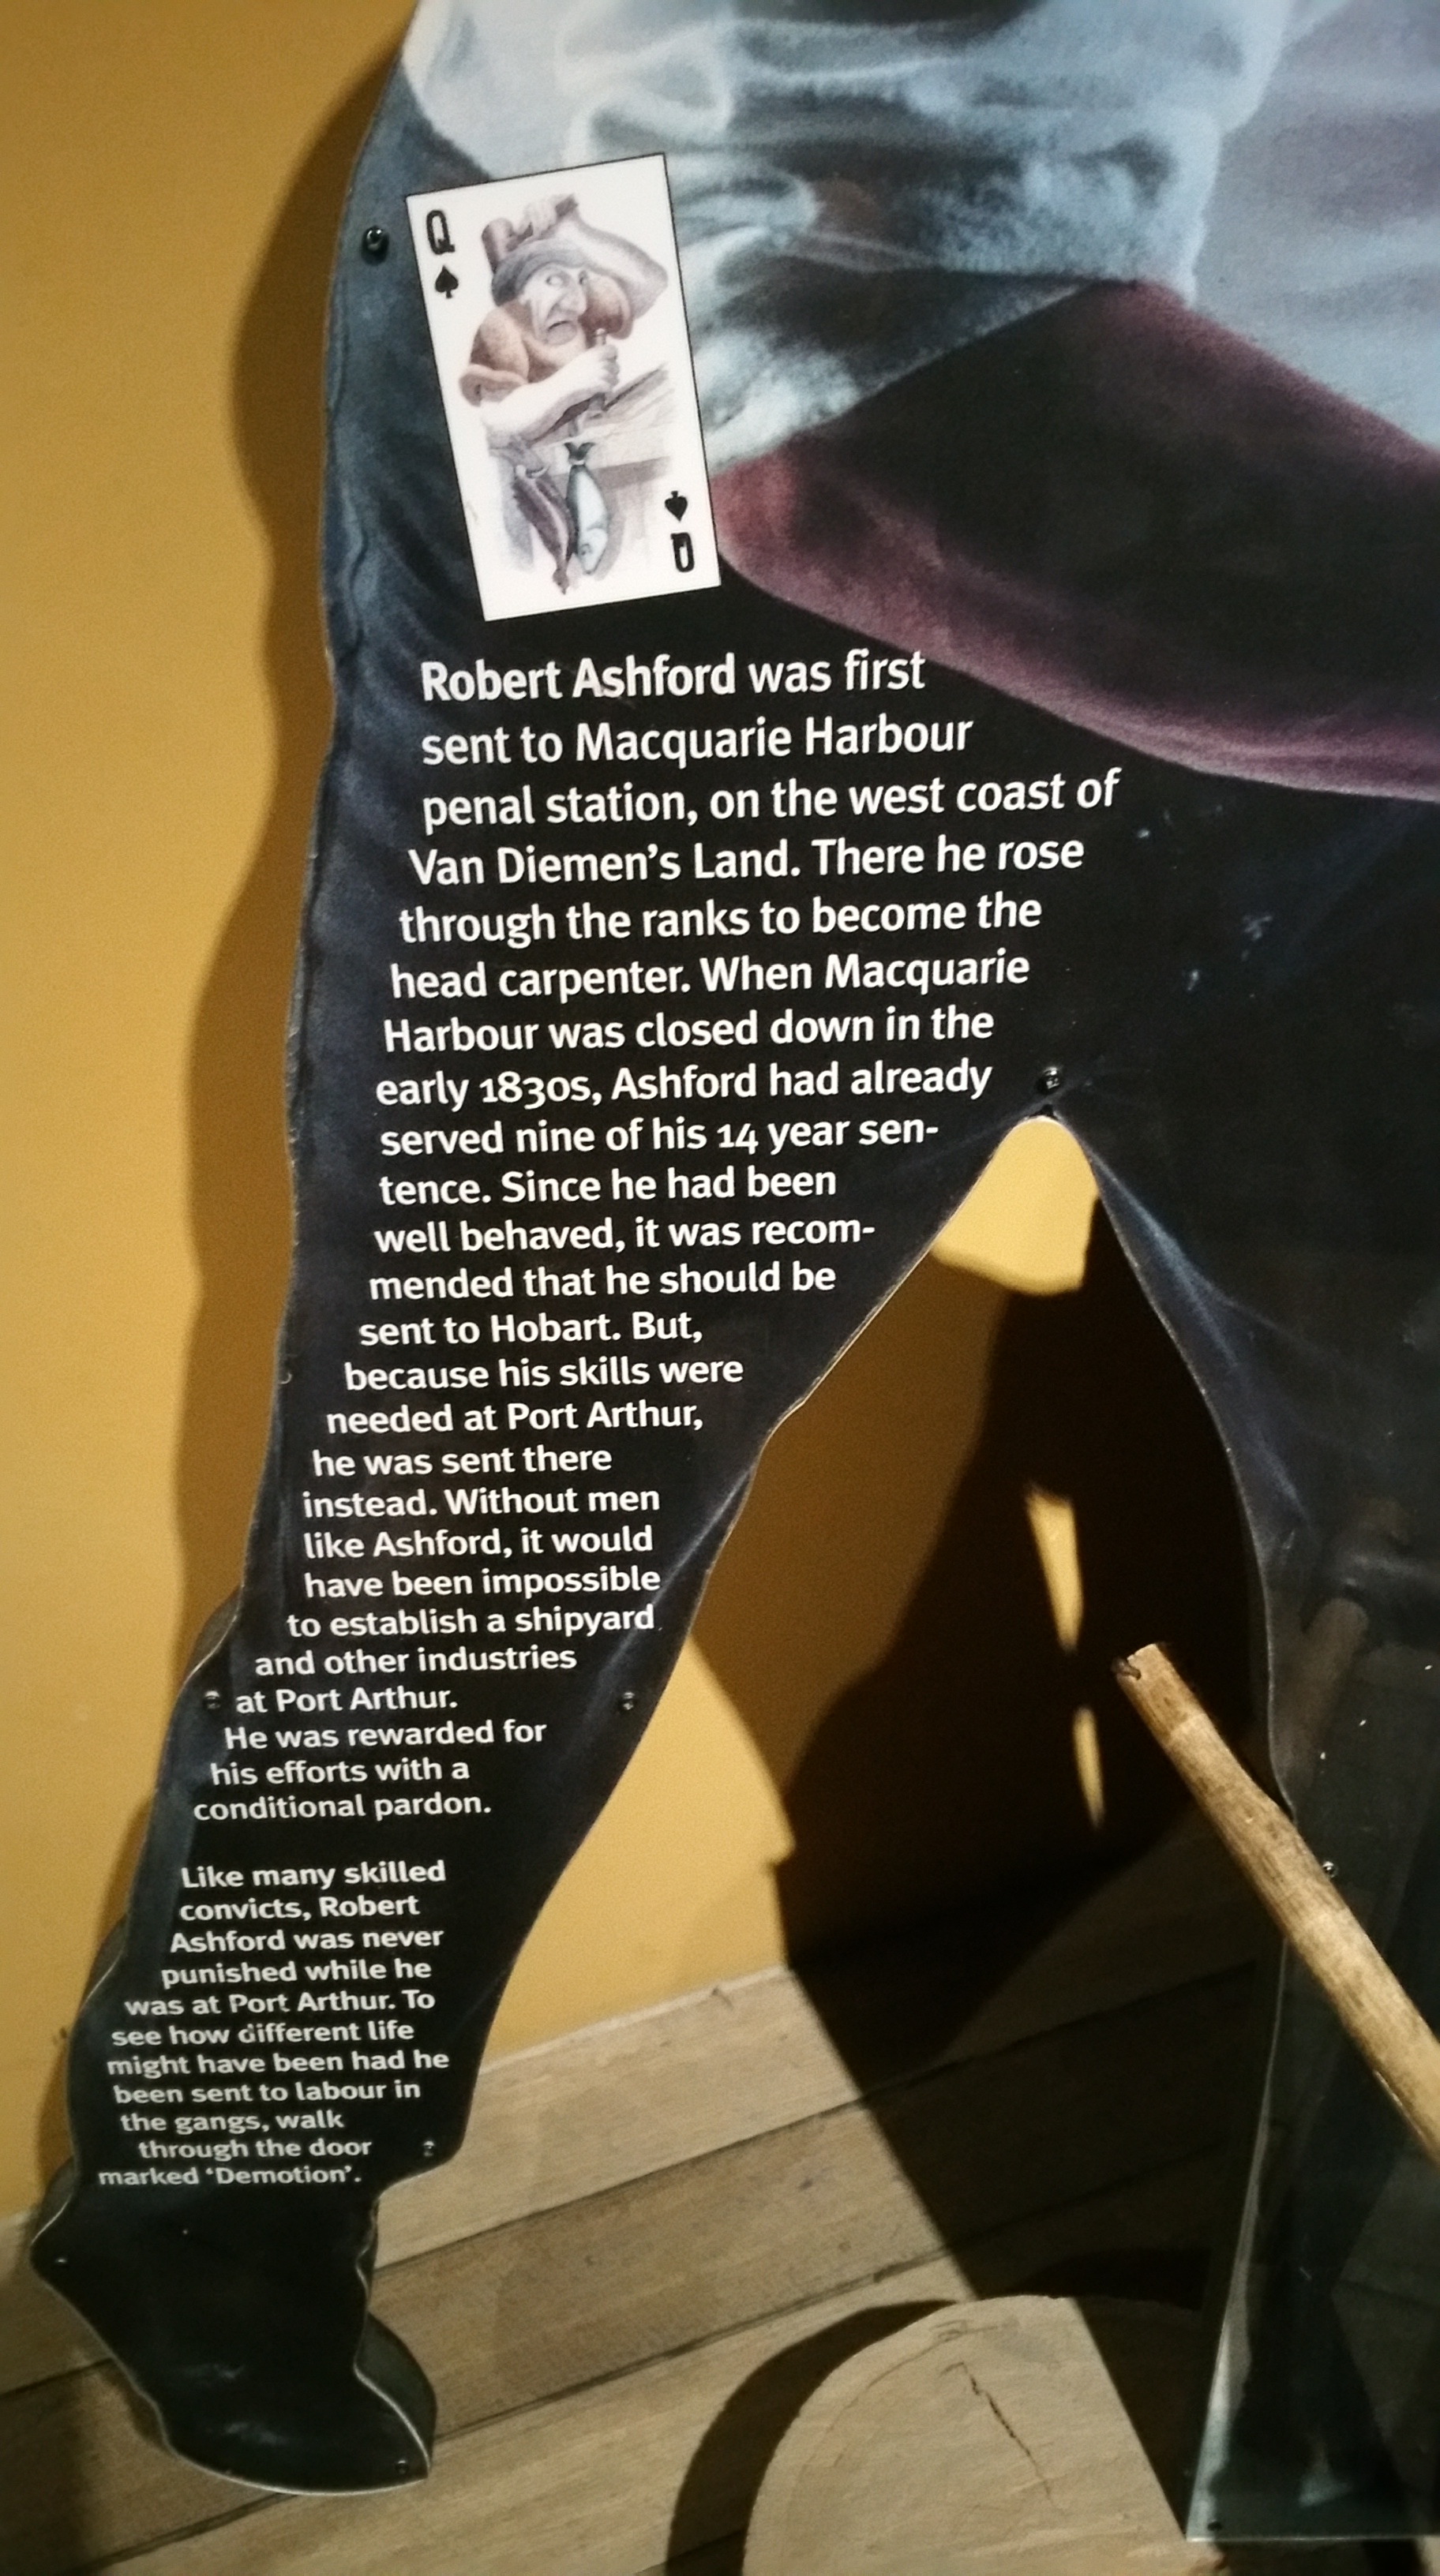 Q
Robert Ashford was first
sent to Macquarie Harbour
penal station, on the west coast of
Van Diemen's Land. There he rose
through the ranks to become the
head carpenter. When Macquarie
Harbour was closed down in the
early 1830s, Ashford had already
served nine of his 14 year sen-
tence. Since he had been
well behaved, it was recom-
mended that he should be
sent to Hobart. But,
because his skills were
needed at Port Arthur,
he was sent there
instead. Without men
like Ashford, it would
have been impossible
to establish a shipyard
and other industries
at Port Arthur.
He was rewarded for
his efforts with a
conditional pardon.
Like many skilled
convicts, Robert
Ashford was never
punished while he
was at Port Arthur. To
see how different life
might have been had he
been sent to labour in
the gangs, walk
through the door
marked ‘Demotion’.
Q